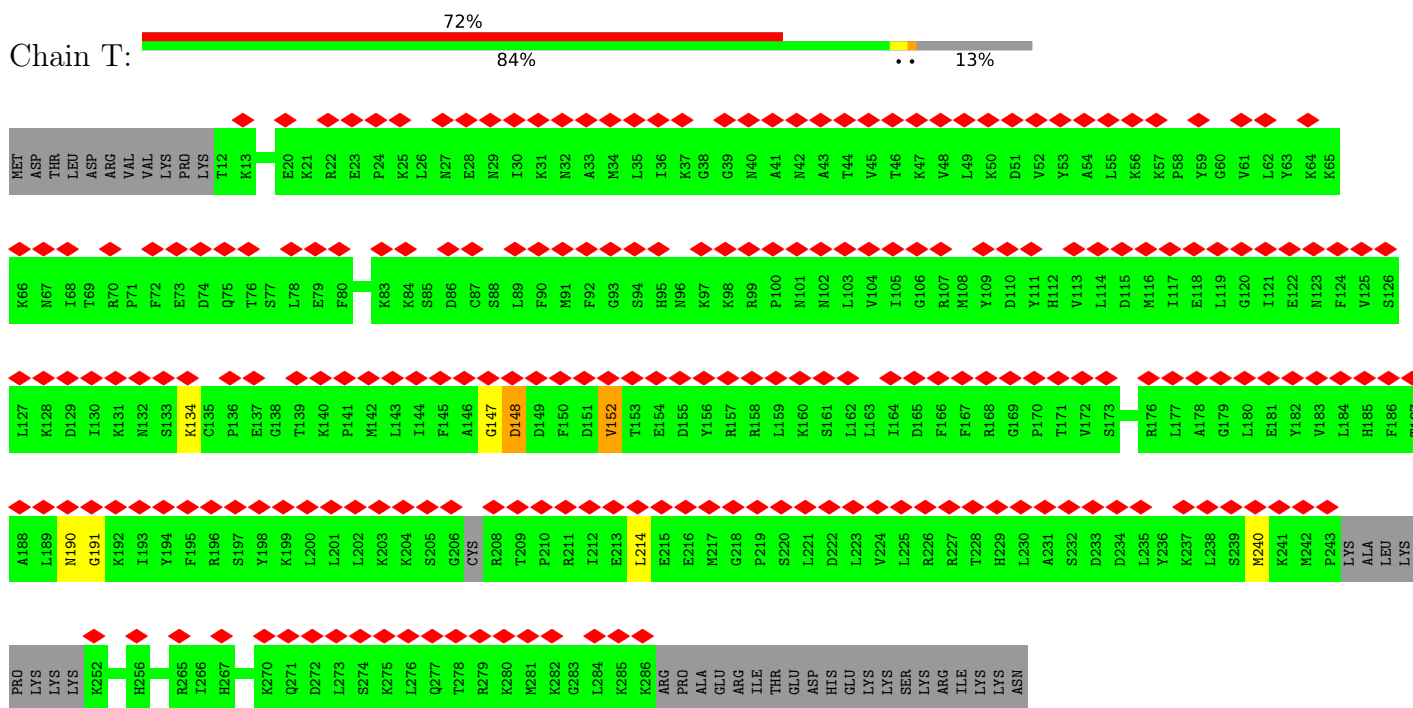 72%
Chain T:
84% • • 13%
MET ASP THR LEU ASP ARG VAL VAL LYS PRO LYS T12 K13 E20 K21 R22 E23 P24 K25 L26 N27 E28 N29 I30 K31 N32 A33 M34 L35 I36 K37 G38 G39 N40 A41 N42 A43 T44 V45 T46 K47 V48 L49 K50 D51 V52 Y53 A54 L55 K56 K57 P58 Y59 G60 V61 L62 Y63 K64 K65
K66 N67 I68 T69 R70 P71 F72 E73 D74 Q75 T76 S77 L78 E79 F80 K83 K84 S85 D86 C87 S88 L89 F90 M91 F92 G93 S94 H95 N96 K97 K98 R99 P100 N101 N102 L103 V104 I105 G106 R107 M108 Y109 D110 Y111 H112 V113 L114 D115 M116 I117 E118 L119 G120 I121 E122 N123 F124 V125 S126
L127 K128 D129 I130 K131 N132 S133 K134 C135 P136 E137 G138 T139 K140 P141 M142 L143 I144 F145 A146 G147 D148 D149 F150 D151 V152 T153 E154 D155 Y156 R157 R158 L159 K160 S161 L162 L163 I164 D165 F166 F167 R168 G169 P170 T171 V172 S173 R176 L177 A178 G179 L180 E181 Y182 V183 L184 H185 F186 T187
A188 L189 N190 G191 K192 I193 Y194 F195 R196 S197 Y198 K199 L200 L201 L202 K203 K204 S205 G206 CYS R208 T209 P210 R211 I212 E213 L214 E215 E216 M217 G218 P219 S220 L221 D222 L223 V224 L225 R226 R227 T228 H229 L230 A231 S232 D233 D234 L235 Y236 K237 L238 S239 M240 K241 M242 P243 LYS ALA LEU LYS
PRO LYS LYS LYS K252 H256 R265 I266 H267 K270 Q271 D272 L273 S274 K275 L276 Q277 T278 R279 K280 M281 K282 G283 L284 K285 K286 ARG PRO ALA GLU ARG ILE THR GLU ASP HIS GLU LYS LYS SER LYS ARG ILE LYS LYS ASN